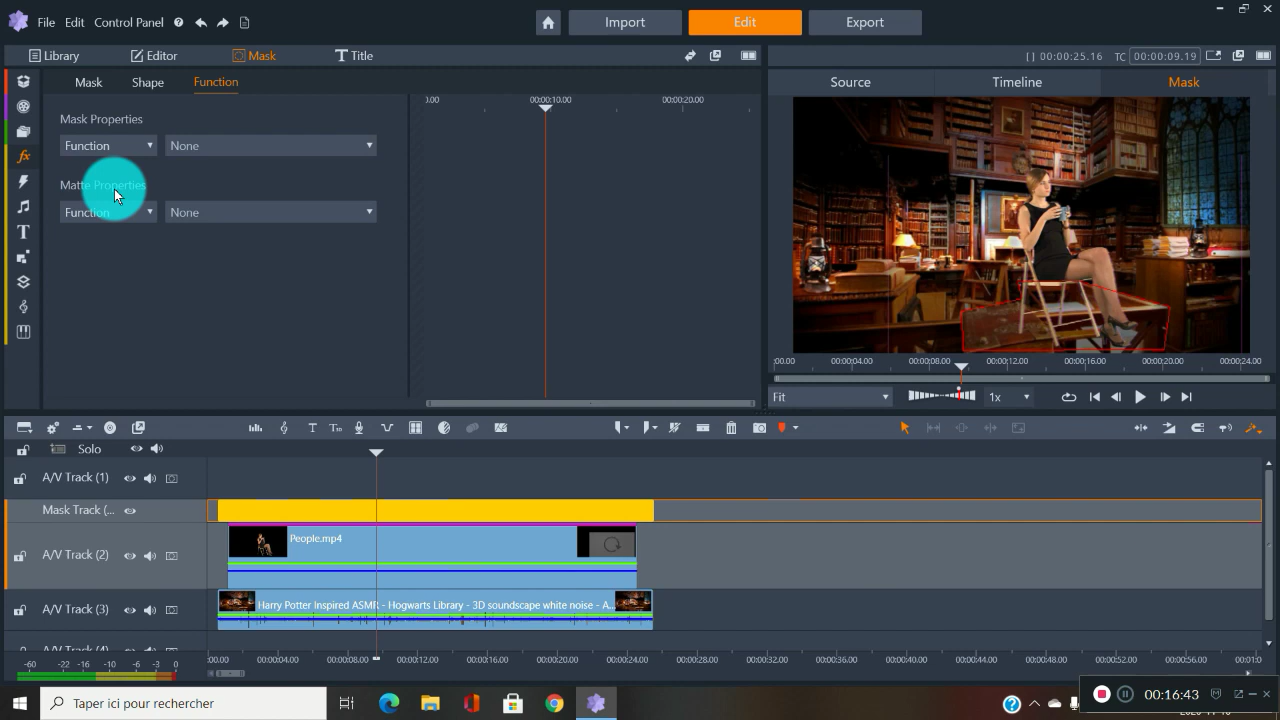 File Edit Control Panel
Import Edit Export
Library Editor Mask Title
[ ] 00:00:25.16 TC 00:00:09.19
Mask Shape Function
Source Timeline Mask
00:00:10.00 00:00:20.00
Mask Properties
Function None
Matte Properties
Function None
:00.00 00:00:04.00 00:00:08.00 00:00:12.00 00:00:16.00 00:00:20.00 00:00:24.00
Fit 1x
Solo
A/V Track (1)
Mask Track (...
A/V Track (2)
People.mp4
A/V Track (3)
Harry Potter Inspired ASMR - Hogwarts Library - 3D soundscape white noise - A...
A/V Track (4)
-60 -22 -16 -10 -6 -3 0
:00.00 00:00:04.00 00:00:08.00 00:00:12.00 00:00:16.00 00:00:20.00 00:00:24.00 00:00:28.00 00:00:32.00 00:00:36.00 00:00:40.00 00:00:44.00 00:00:48.00 00:00:52.00 00:00:56.00 00:01:0
Taper ici pour rechercher
00:16:43